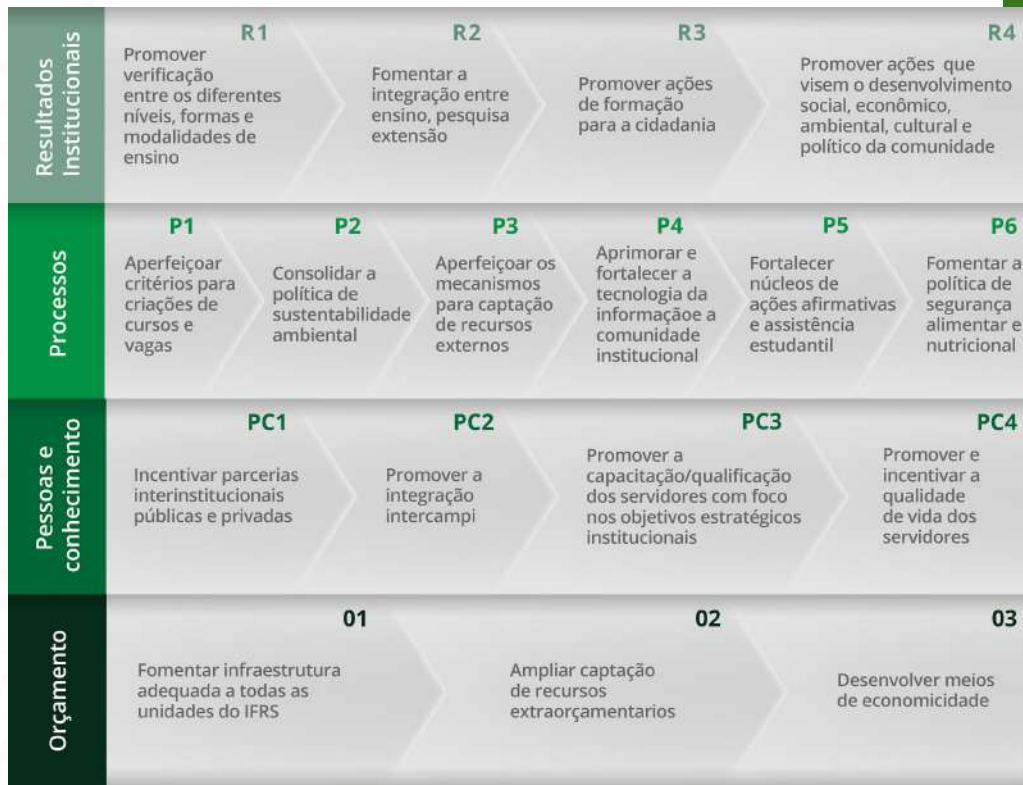 Resultados
Institucionais
R1
Promover
verificação
entre os diferentes
níveis, formas e
modalidades de
ensino
R2
Fomentar a
integração entre
ensino, pesquisa
extensão
R3
Promover ações
de formação
para a cidadania
R4
Promover ações que
visem o desenvolvimento
social, econômico,
ambiental, cultural e
político da comunidade
Processos
P1
Aperfeiçoar
critérios para
criações de
cursos e
vagas
P2
Consolidar a
política de
sustentabilidade
ambiental
P3
Aperfeiçoar os
mecanismos
para captação
de recursos
externos
P4
Aprimorar e
fortalecer a
tecnologia da
informaçãoe a
comunidade
institucional
P5
Fortalecer
núcleos de
ações afirmativas
e assistência
estudantil
P6
Fomentar a
política de
segurança
alimentar e
nutricional
Pessoas e
conhecimento
PC1
Incentivar parcerias
interinstitucionais
públicas e privadas
PC2
Promover a
integração
intercampi
PC3
Promover a
capacitação/qualificação
dos servidores com foco
nos objetivos estratégicos
institucionais
PC4
Promover e
incentivar a
qualidade
de vida dos
servidores
Orçamento
01
Fomentar infraestrutura
adequada a todas as
unidades do IFRS
02
Ampliar captação
de recursos
extraorçamentarios
03
Desenvolver meios
de economicidade